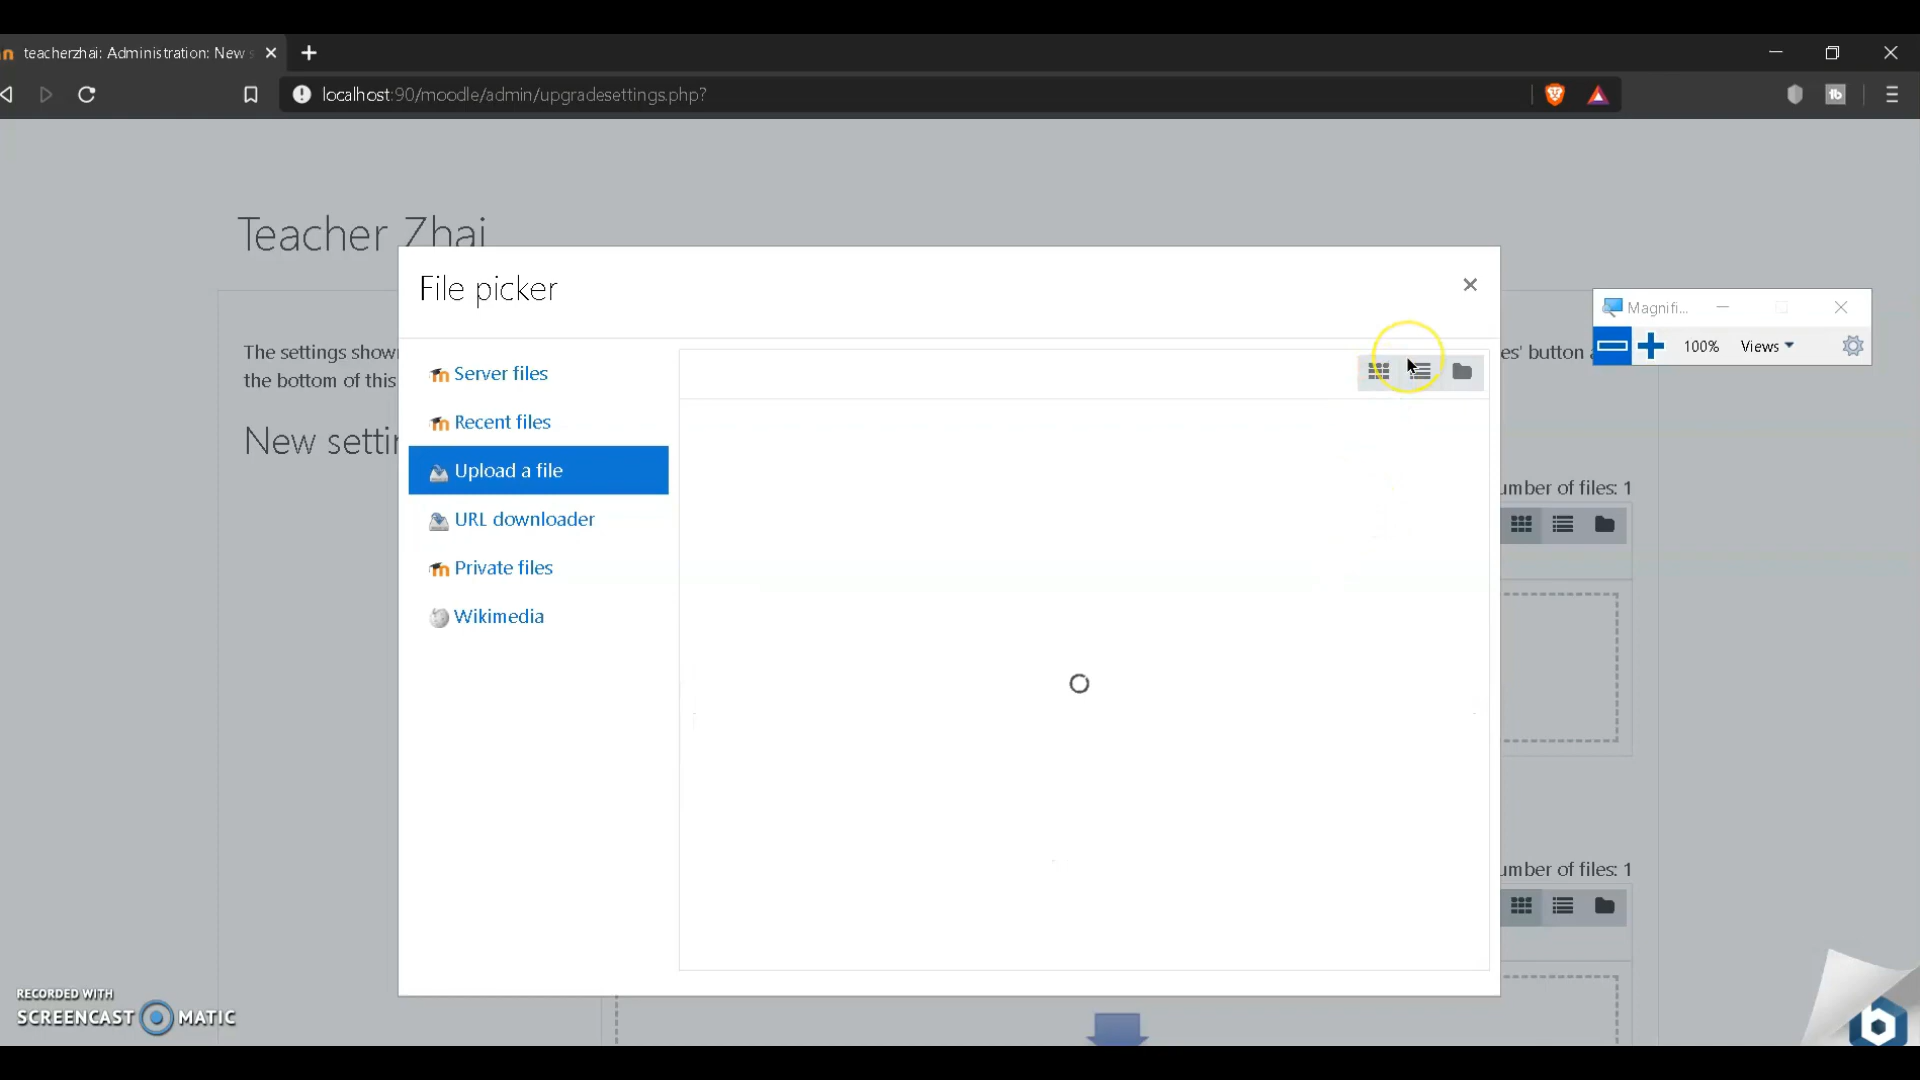 teacherzhai: Administration: New s
localhost:90/moodle/admin/upgradesettings.php?
Teacher Zhai
File picker
Magnifi...
100%
Views
The settings shown
es' button a
the bottom of this
Server files
Recent files
New settin
Upload a file
umber of files: 1
URL downloader
Private files
Wikimedia
umber of files: 1
RECORDED WITH
SCREENCAST MATIC